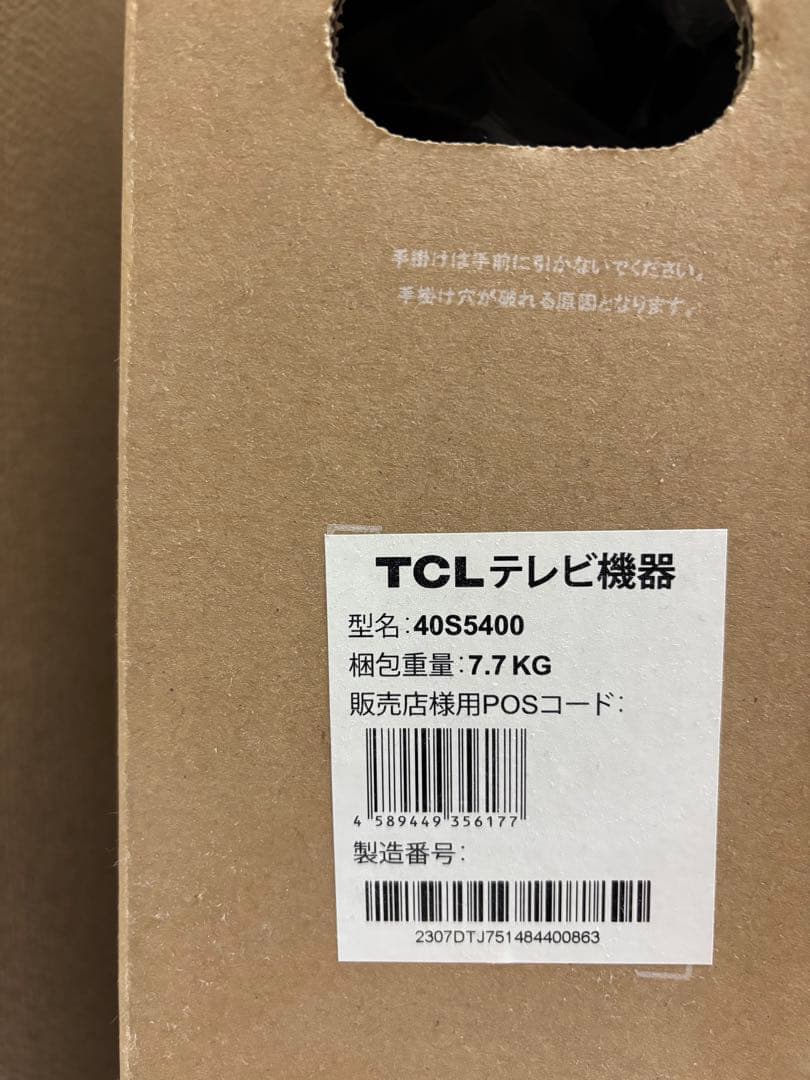 手掛けは手前に引かないでください。
手掛け穴が破れる原因となります。
TCLテレビ機器
型名:40S5400
梱包重量:7.7KG
販売店様用POSコード:
4 589449 356177
製造番号:
2307DTJ751484400863